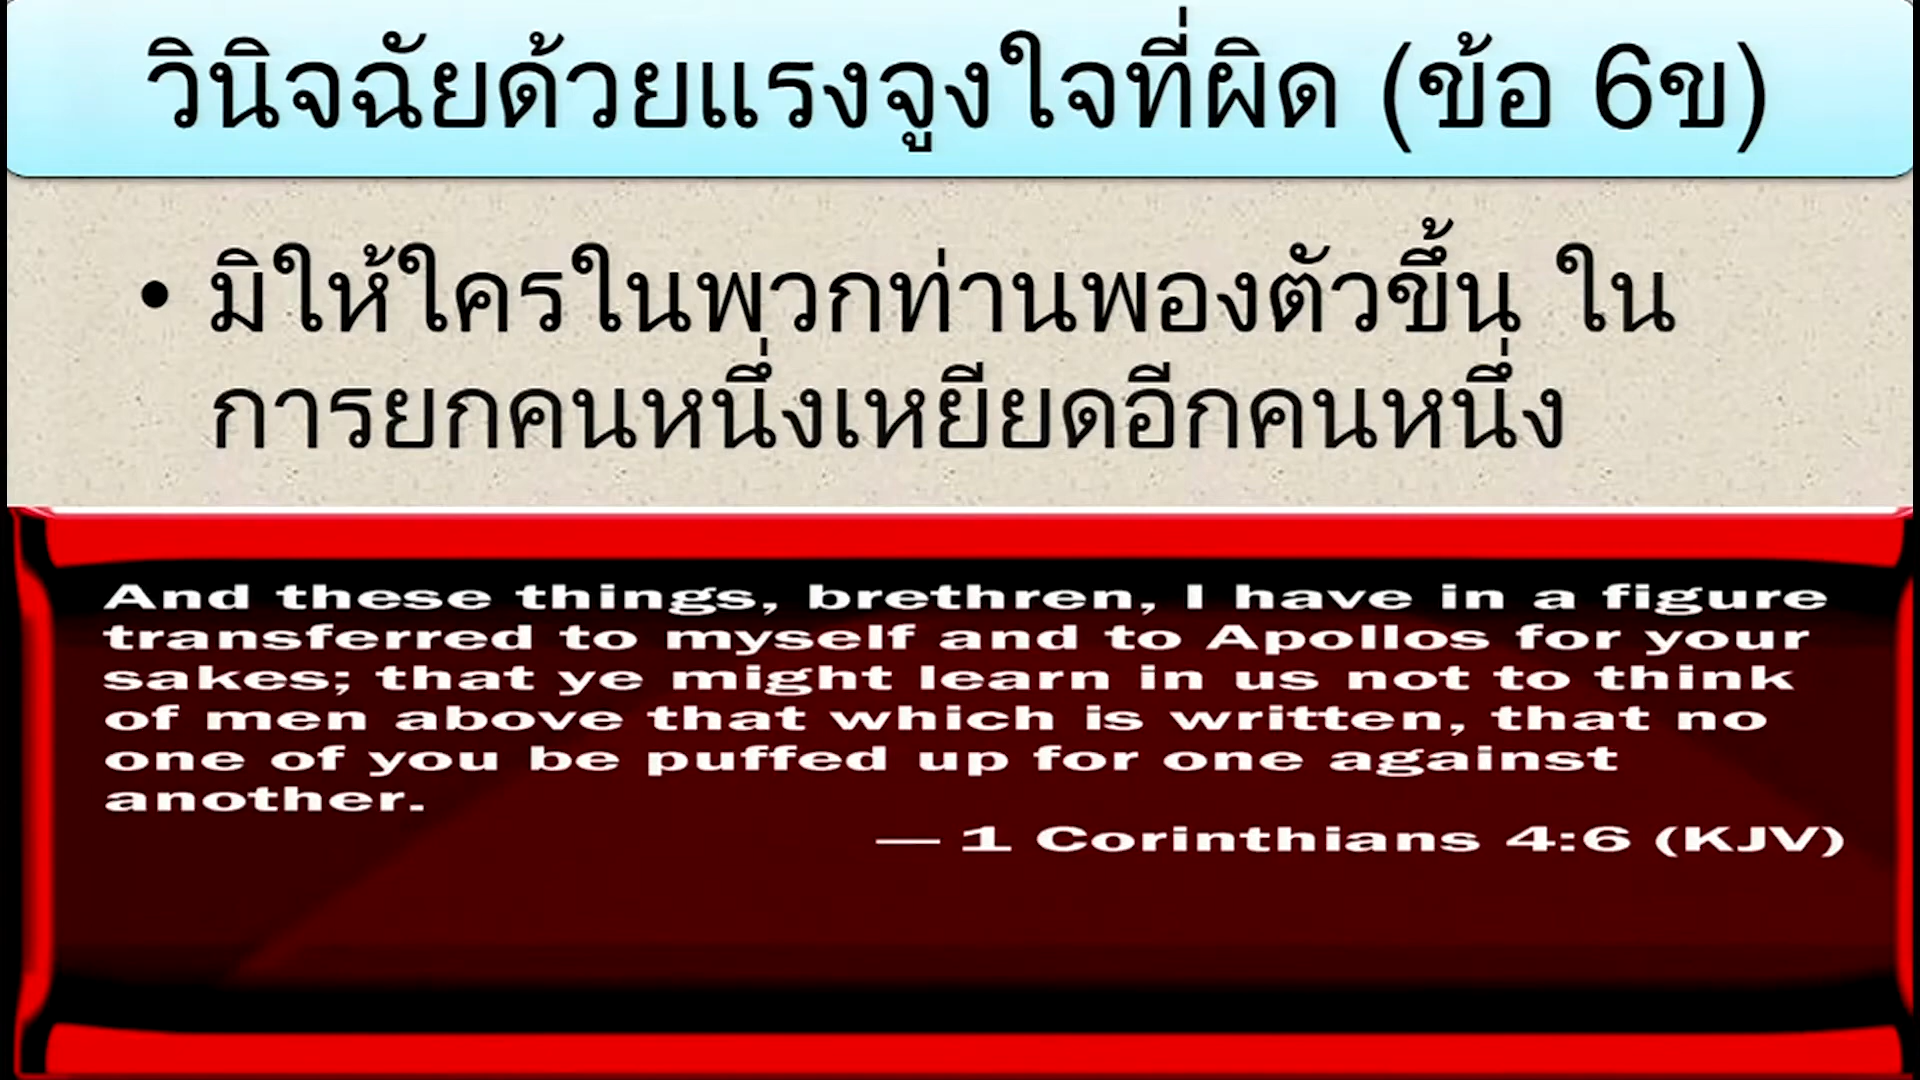 วินิจฉัยด้วยแรงจูงใจที่ผิด (ข้อ 6ข)
• มิให้ใครในพวกท่านพองตัวขึ้น ใน
การยกคนหนึ่งเหยียดอีกคนหนึ่ง
And these things, brethren, I have in a figure
transferred to myself and to Apollos for your
sakes; that ye might learn in us not to think
of men above that which is written, that no
one of you be puffed up for one against
another.
— 1 Corinthians 4:6 (KJV)